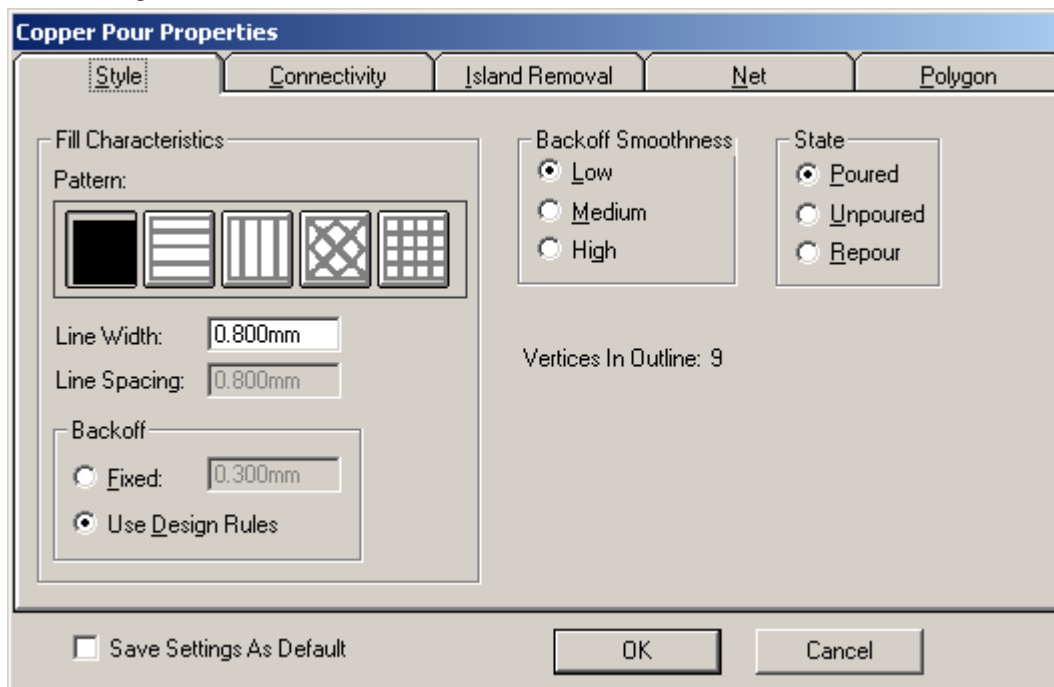 Copper Pour Properties
Style Connectivity Island Removal Net Polygon
Fill Characteristics
Pattern:
Line Width: 0.800mm
Line Spacing: 0.800mm
Backoff
Fixed: 0.300mm
Use Design Rules
Backoff Smoothness
Low
Medium
High
State
Poured
Unpoured
Repour
Vertices In Outline: 9
Save Settings As Default
OK
Cancel